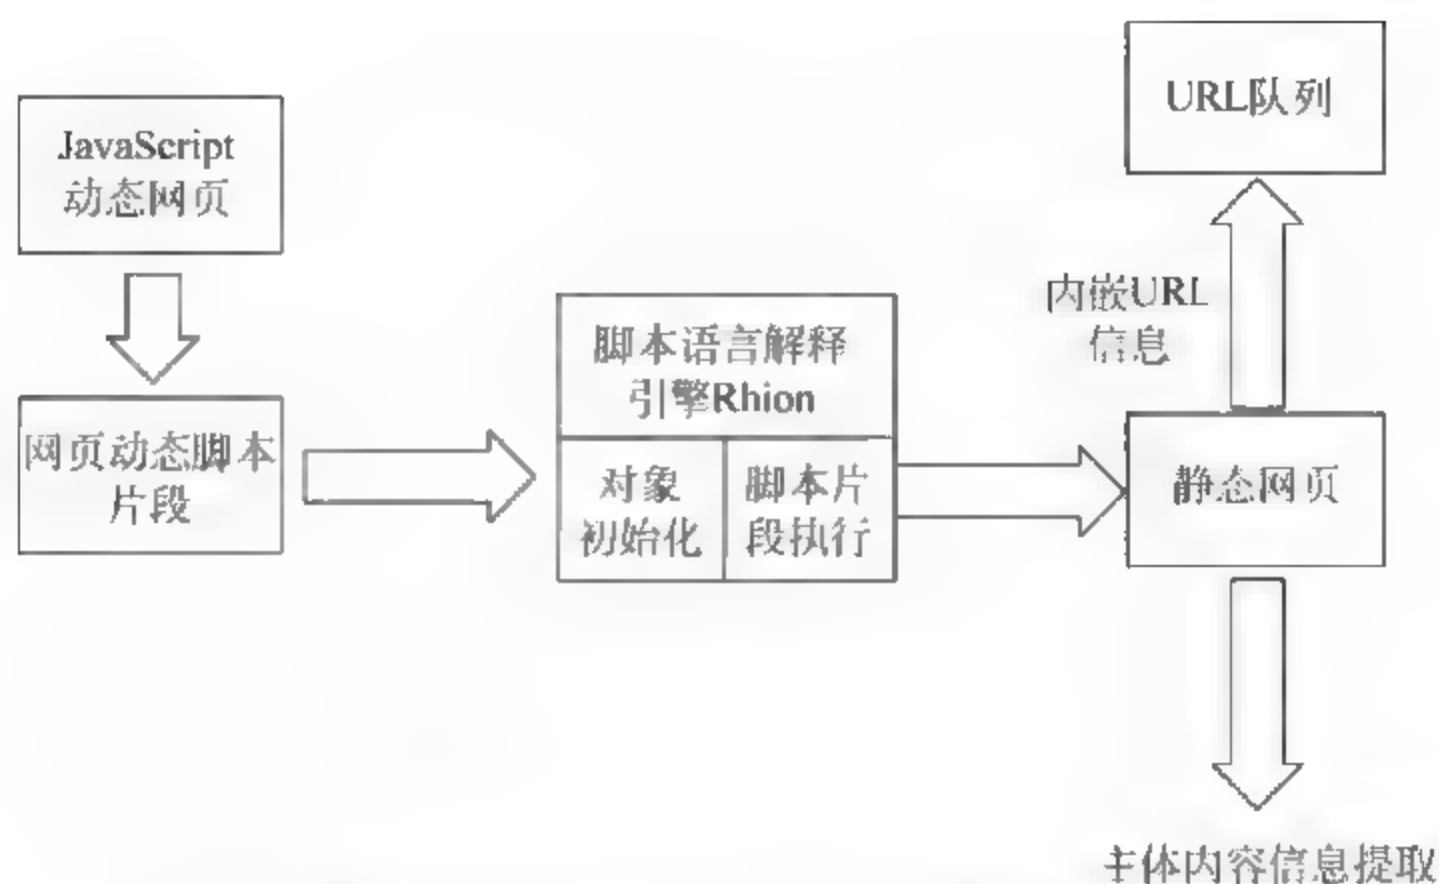 URL队列
JavaScript
动态网页
内嵌URL
信息
脚本语言解释
引擎Rhion
网页动态脚本
片段
对象
初始化
脚本片
段执行
静态网页
主体内容信息提取